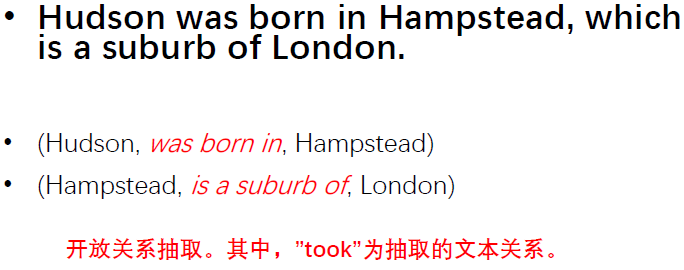 • Hudson was born in Hampstead, which
is a suburb of London.
• (Hudson, was born in, Hampstead)
• (Hampstead, is a suburb of, London)
开放关系抽取。其中，”took”为抽取的文本关系。